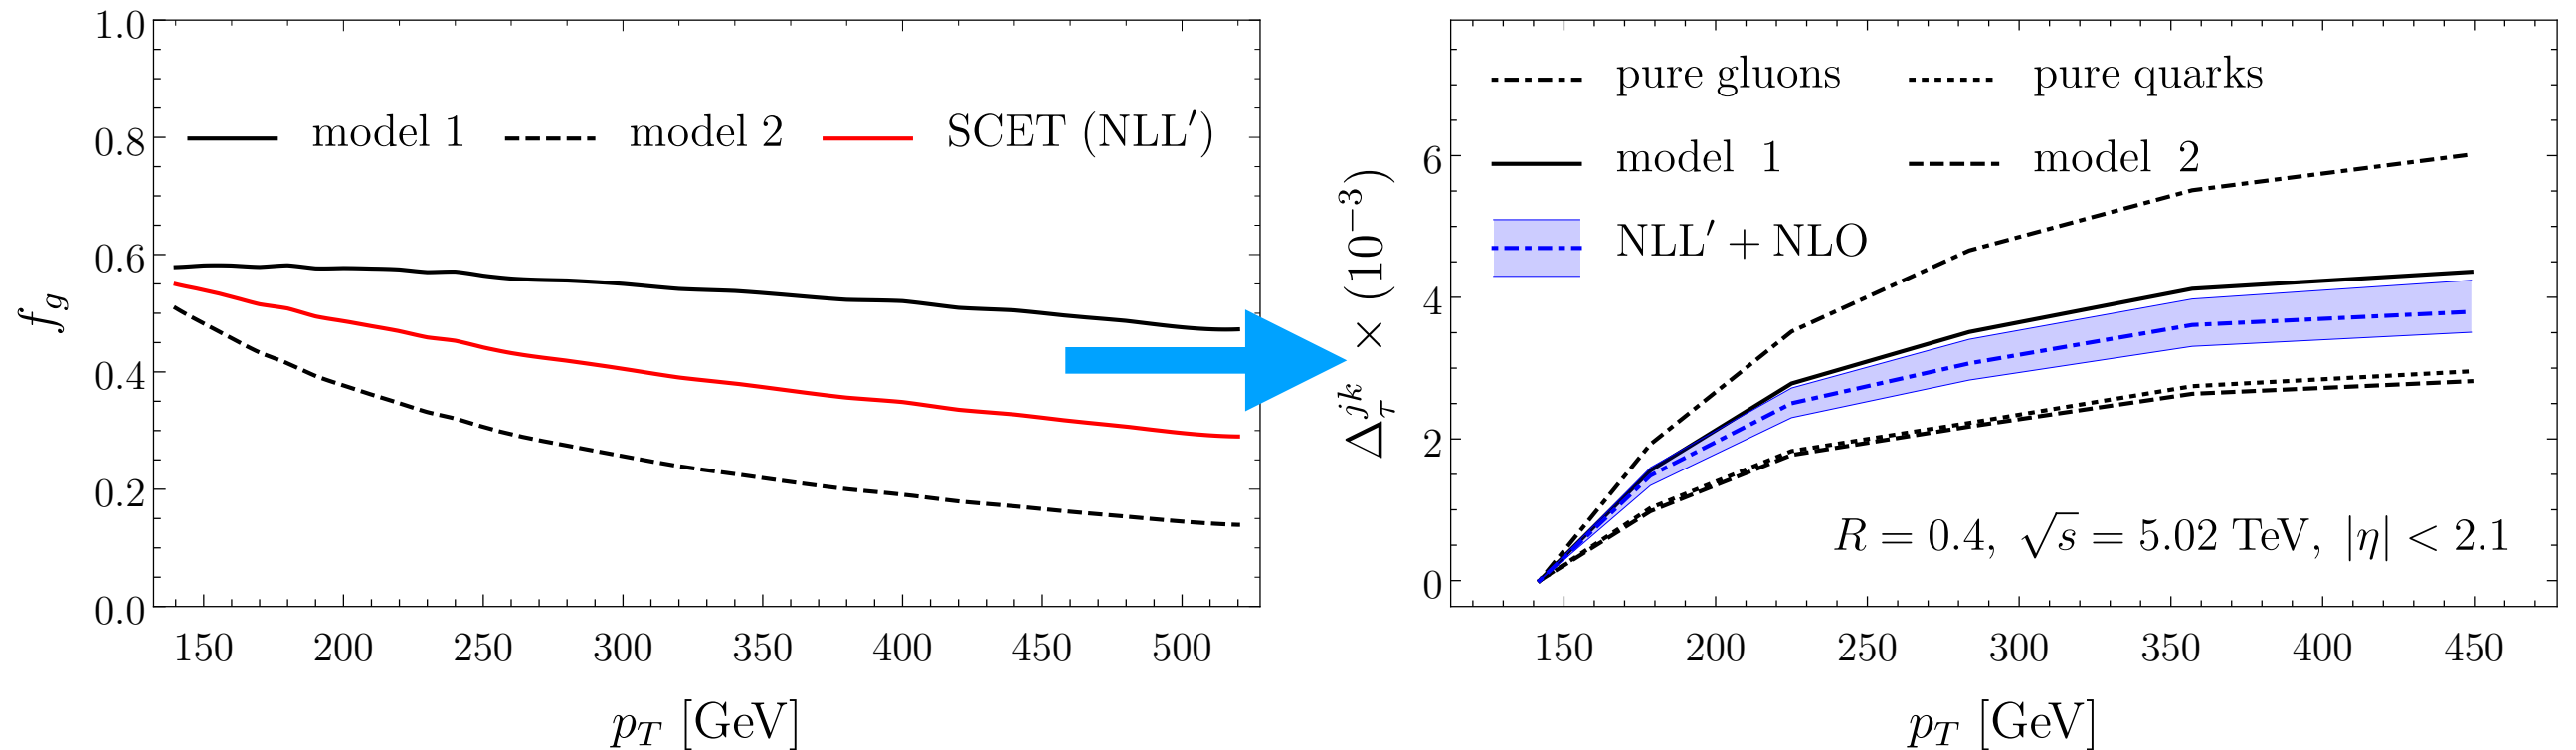 1.0
0.8
0.6
0.4
0.2
0.0
f_g
model 1 model 2 SCET (NLL′)
150 200 250 300 350 400 450 500
p_T [GeV]
6
4
2
0
Δ_τ^{jk} × (10^{−3})
pure gluons pure quarks
model 1 model 2
NLL′ + NLO
R = 0.4, √s = 5.02 TeV, |η| < 2.1
150 200 250 300 350 400 450
p_T [GeV]